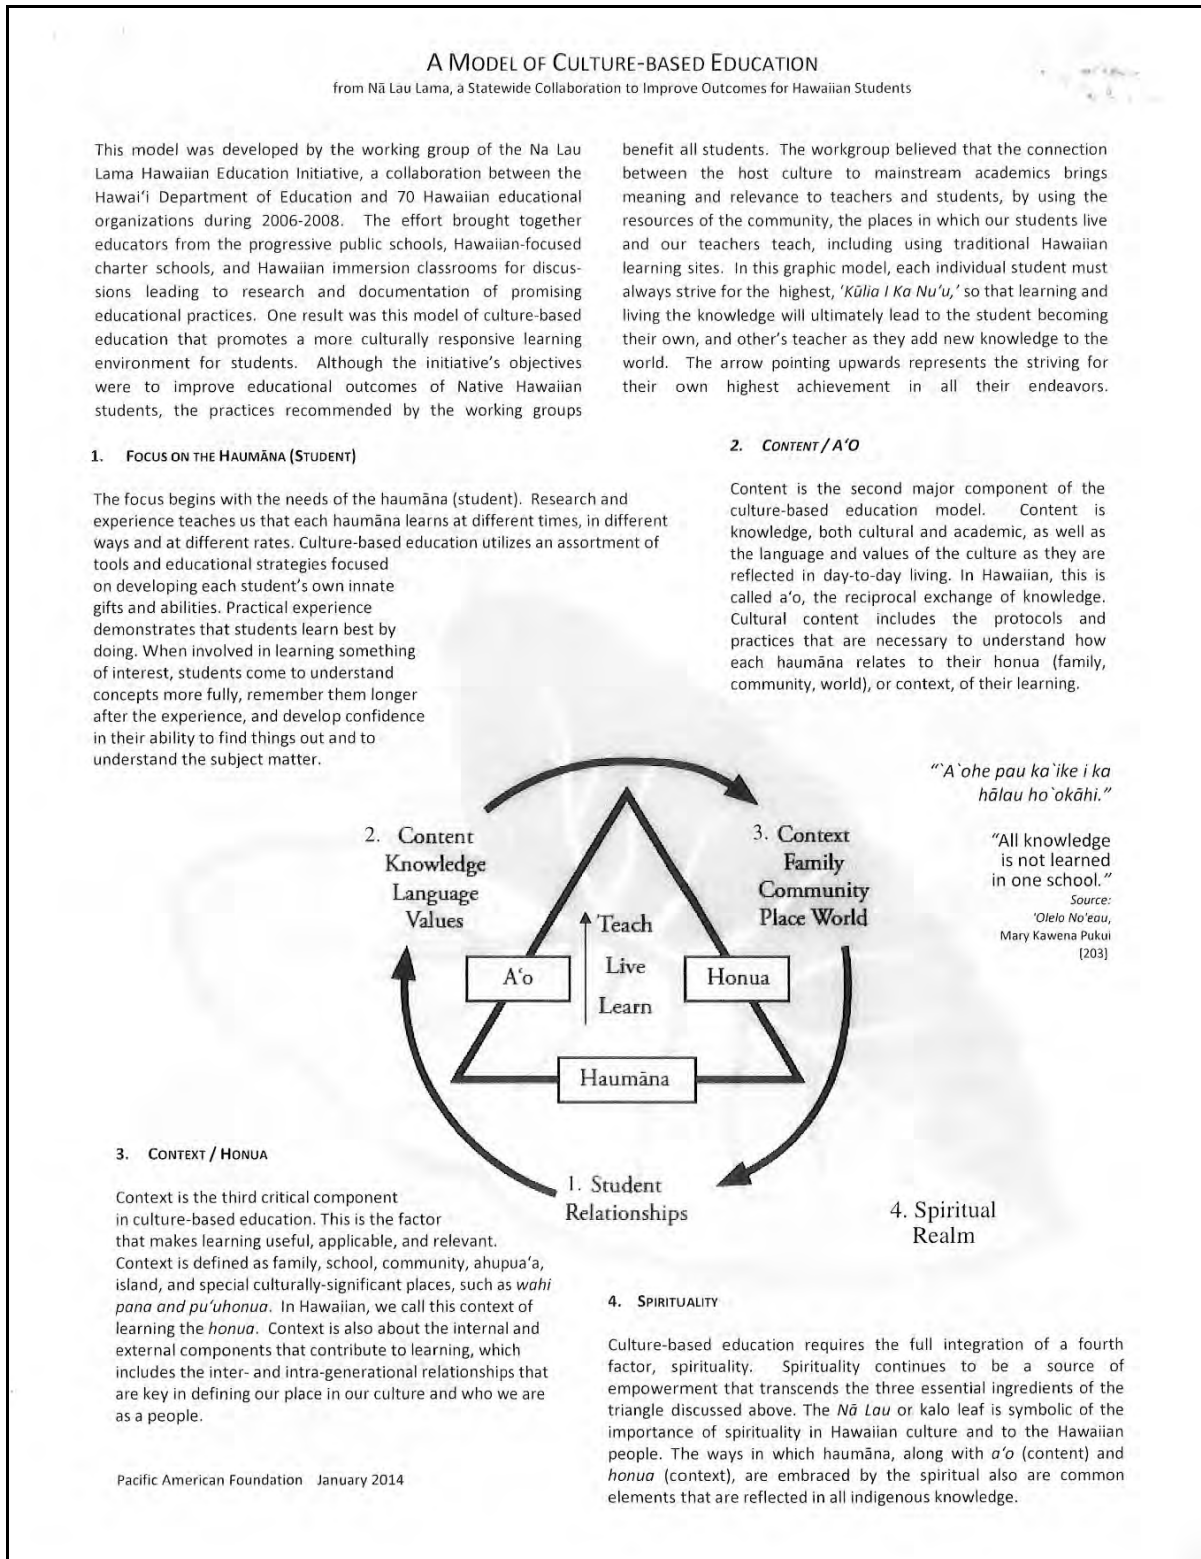 A MODEL OF CULTURE-BASED EDUCATION
from Nā Lau Lama, a Statewide Collaboration to Improve Outcomes for Hawaiian Students
This model was developed by the working group of the Na Lau
Lama Hawaiian Education Initiative, a collaboration between the
Hawai‘i Department of Education and 70 Hawaiian educational
organizations during 2006-2008. The effort brought together
educators from the progressive public schools, Hawaiian-focused
charter schools, and Hawaiian immersion classrooms for discus-
sions leading to research and documentation of promising
educational practices. One result was this model of culture-based
education that promotes a more culturally responsive learning
environment for students. Although the initiative's objectives
were to improve educational outcomes of Native Hawaiian
students, the practices recommended by the working groups
benefit all students. The workgroup believed that the connection
between the host culture to mainstream academics brings
meaning and relevance to teachers and students, by using the
resources of the community, the places in which our students live
and our teachers teach, including using traditional Hawaiian
learning sites. In this graphic model, each individual student must
always strive for the highest, 'Kūlia I Ka Nu'u,' so that learning and
living the knowledge will ultimately lead to the student becoming
their own, and other's teacher as they add new knowledge to the
world. The arrow pointing upwards represents the striving for
their own highest achievement in all their endeavors.
1. FOCUS ON THE HAUMĀNA (STUDENT)
The focus begins with the needs of the haumāna (student). Research and
experience teaches us that each haumāna learns at different times, in different
ways and at different rates. Culture-based education utilizes an assortment of
tools and educational strategies focused
on developing each student's own innate
gifts and abilities. Practical experience
demonstrates that students learn best by
doing. When involved in learning something
of interest, students come to understand
concepts more fully, remember them longer
after the experience, and develop confidence
in their ability to find things out and to
understand the subject matter.
2. CONTENT / A‘O
Content is the second major component of the
culture-based education model. Content is
knowledge, both cultural and academic, as well as
the language and values of the culture as they are
reflected in day-to-day living. In Hawaiian, this is
called a‘o, the reciprocal exchange of knowledge.
Cultural content includes the protocols and
practices that are necessary to understand how
each haumāna relates to their honua (family,
community, world), or context, of their learning.
"`A`ohe pau ka`ike i ka
hālau ho`okāhi."
"All knowledge
is not learned
in one school."
Source:
'Olelo No'eau,
Mary Kawena Pukui
[203]
2. Content
Knowledge
Language
Values
3. Context
Family
Community
Place World
Teach
Live
Learn
A‘o
Honua
Haumāna
1. Student
Relationships
4. Spiritual
Realm
3. CONTEXT / HONUA
Context is the third critical component
in culture-based education. This is the factor
that makes learning useful, applicable, and relevant.
Context is defined as family, school, community, ahupua‘a,
island, and special culturally-significant places, such as wahi
pana and pu‘uhonua. In Hawaiian, we call this context of
learning the honua. Context is also about the internal and
external components that contribute to learning, which
includes the inter- and intra-generational relationships that
are key in defining our place in our culture and who we are
as a people.
4. SPIRITUALITY
Culture-based education requires the full integration of a fourth
factor, spirituality. Spirituality continues to be a source of
empowerment that transcends the three essential ingredients of the
triangle discussed above. The Nā Lau or kalo leaf is symbolic of the
importance of spirituality in Hawaiian culture and to the Hawaiian
people. The ways in which haumāna, along with a‘o (content) and
honua (context), are embraced by the spiritual also are common
elements that are reflected in all indigenous knowledge.
Pacific American Foundation January 2014